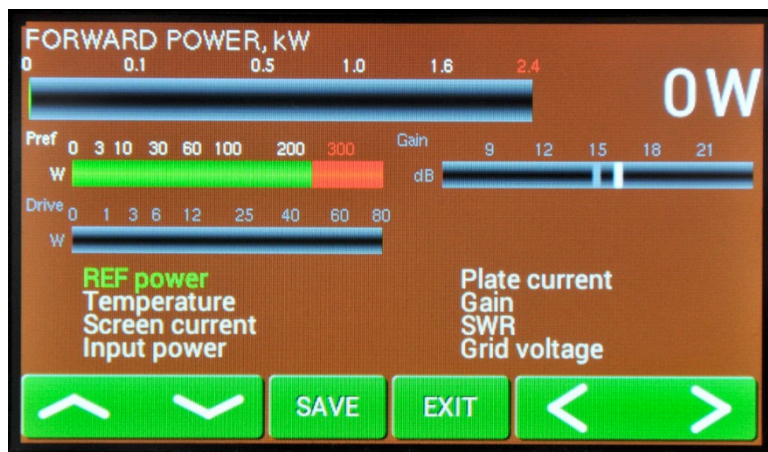 FORWARD POWER, kW
0 0.1 0.5 1.0 1.6 2.4
0W
Pref 0 3 10 30 60 100 200 300
W
Gain 9 12 15 18 21
dB
Drive 0 1 3 6 12 25 40 60 80
W
REF power
Temperature
Screen current
Input power
Plate current
Gain
SWR
Grid voltage
SAVE
EXIT